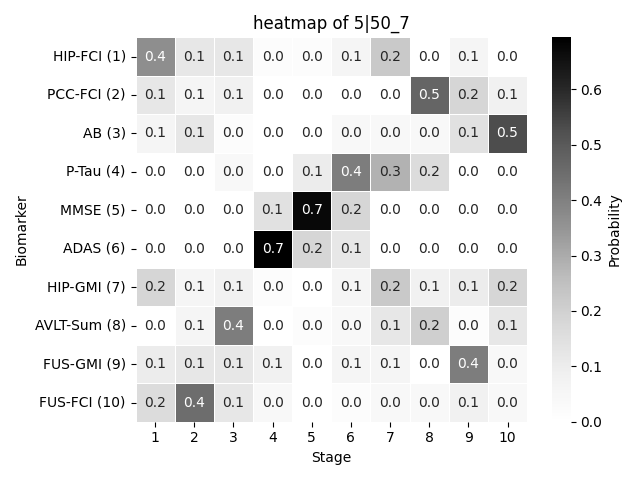 heatmap of 5|50_7
HIP-FCI (1) 0.4 0.1 0.1 0.0 0.0 0.1 0.2 0.0 0.1 0.0
PCC-FCI (2) 0.1 0.1 0.1 0.0 0.0 0.0 0.0 0.5 0.2 0.1
AB (3) 0.1 0.1 0.0 0.0 0.0 0.0 0.0 0.0 0.1 0.5
P-Tau (4) 0.0 0.0 0.0 0.0 0.1 0.4 0.3 0.2 0.0 0.0
MMSE (5) 0.0 0.0 0.0 0.1 0.7 0.2 0.0 0.0 0.0 0.0
ADAS (6) 0.0 0.0 0.0 0.7 0.2 0.1 0.0 0.0 0.0 0.0
HIP-GMI (7) 0.2 0.1 0.1 0.0 0.0 0.1 0.2 0.1 0.1 0.2
AVLT-Sum (8) 0.0 0.1 0.4 0.0 0.0 0.0 0.1 0.2 0.0 0.1
FUS-GMI (9) 0.1 0.1 0.1 0.1 0.0 0.1 0.1 0.0 0.4 0.0
FUS-FCI (10) 0.2 0.4 0.1 0.0 0.0 0.0 0.0 0.0 0.1 0.0
1 2 3 4 5 6 7 8 9 10
Stage
Biomarker
0.6
0.5
0.4
0.3
0.2
0.1
0.0
Probability